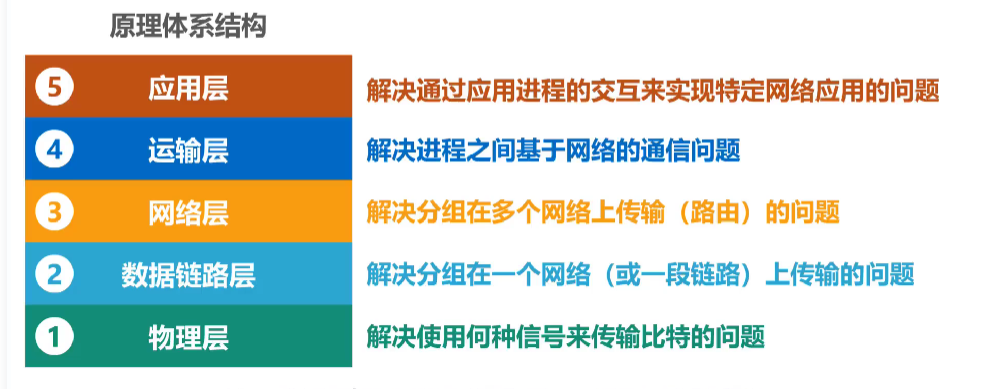 原理体系结构
5 应用层 解决通过应用进程的交互来实现特定网络应用的问题
4 运输层 解决进程之间基于网络的通信问题
3 网络层 解决分组在多个网络上传输（路由）的问题
2 数据链路层 解决分组在一个网络（或一段链路）上传输的问题
1 物理层 解决使用何种信号来传输比特的问题